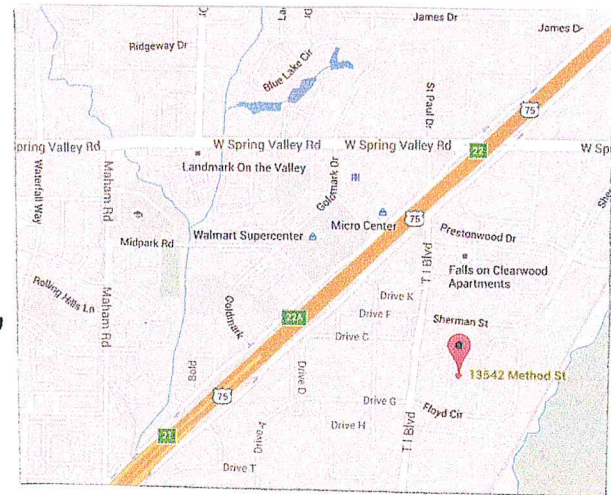 James Dr
James Dr
Ridgeway Dr
Blue Lake Cir
St Paul Dr
75
Spring Valley Rd
W Spring Valley Rd
W Spring Valley Rd
22
W Sp
Waterfall Way
Maham Rd
Landmark On the Valley
Goldmark Dr
Micro Center
75
Prestonwood Dr
Midpark Rd
Walmart Supercenter
T I Blvd
Falls on Clearwood
Apartments
Rolling Hills Ln
Maham Rd
Goldmark
22A
Drive K
Drive F
Sherman St
Drive C
13542 Method St
Bold
75
Drive D
Drive G
Floyd Cir
T I Blvd
Drive A
Drive H
21
Drive T